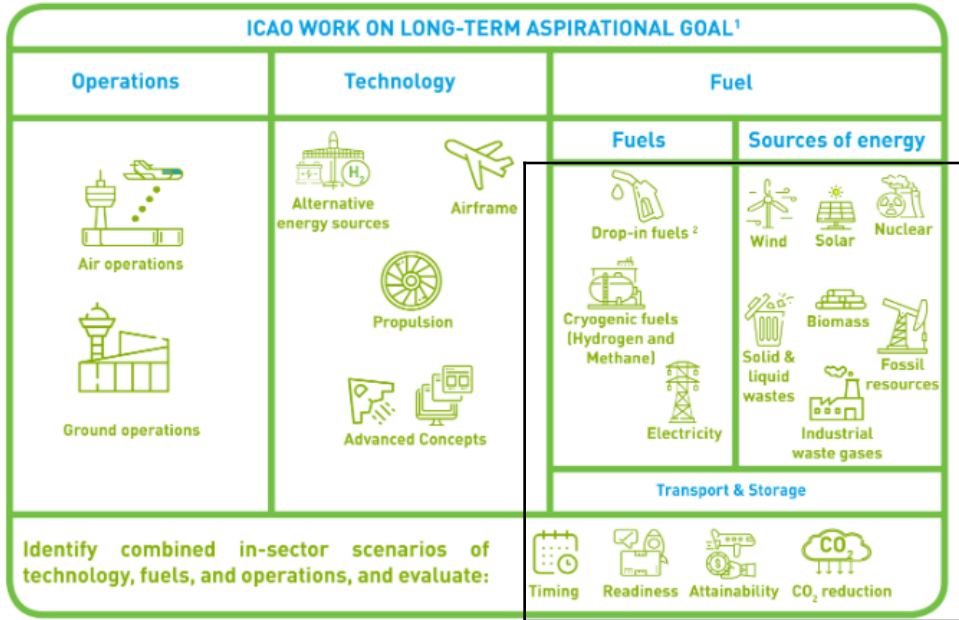 ICAO WORK ON LONG-TERM ASPIRATIONAL GOAL¹
Operations
Technology
Fuel
Fuels
Sources of energy
H₂
Alternative
energy sources
Airframe
Drop-in fuels ²
Wind
Solar
Nuclear
Air operations
Propulsion
Cryogenic fuels
(Hydrogen and
Methane)
Biomass
Solid &
liquid
wastes
Fossil
resources
Ground operations
Advanced Concepts
Electricity
Industrial
waste gases
Transport & Storage
Identify combined in-sector scenarios of
technology, fuels, and operations, and evaluate:
CO₂
$
Timing
Readiness
Attainability
CO₂ reduction